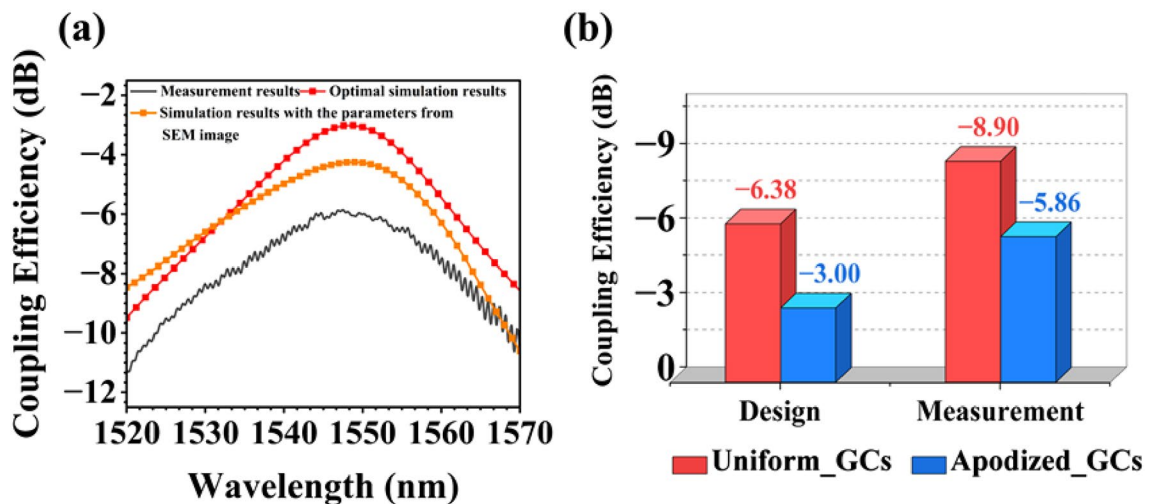 (a)
Coupling Efficiency (dB)
−2
−4
−6
−8
−10
−12
Measurement results
Optimal simulation results
Simulation results with the parameters from
SEM image
1520 1530 1540 1550 1560 1570
Wavelength (nm)
(b)
Coupling Efficiency (dB)
−9
−6
−3
0
−6.38
−3.00
−8.90
−5.86
Design
Measurement
Uniform_GCs
Apodized_GCs